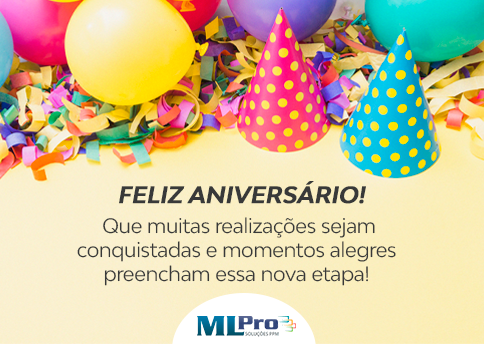 FELIZ ANIVERSÁRIO!
Que muitas realizações sejam
conquistadas e momentos alegres
preencham essa nova etapa!
MLPro
SOLUÇÕES PPM